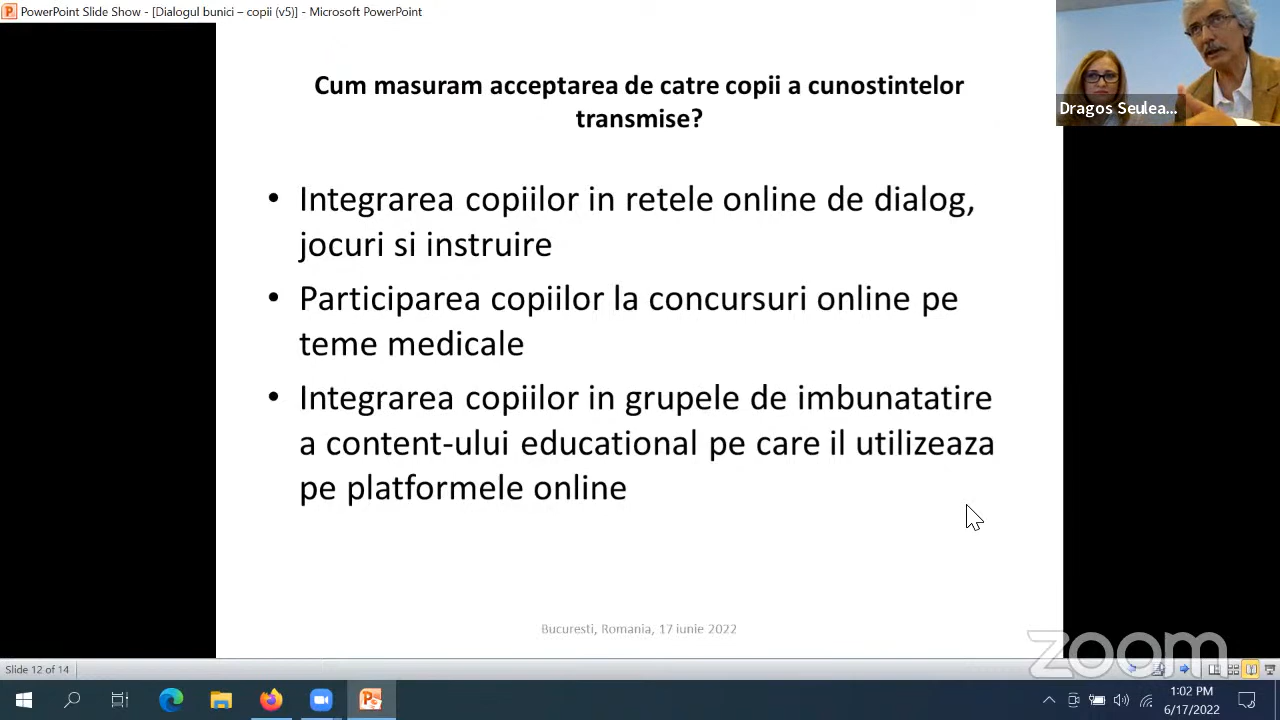 PowerPoint Slide Show - [Dialogul bunici – copii (v5)] - Microsoft PowerPoint
Dragos Seulea...
Cum masuram acceptarea de catre copii a cunostintelor
transmise?
• Integrarea copiilor in retele online de dialog,
jocuri si instruire
• Participarea copiilor la concursuri online pe
teme medicale
• Integrarea copiilor in grupele de imbunatatire
a content-ului educational pe care il utilizeaza
pe platformele online
Bucuresti, Romania, 17 iunie 2022
zoom
Slide 12 of 14
1:02 PM
6/17/2022